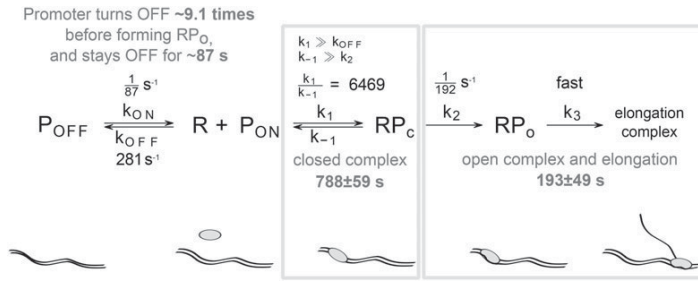 Promoter turns OFF ~9.1 times
before forming RPO,
and stays OFF for ~87 s
1/87 s-1
kON
POFF
kOFF
281 s-1
R + PON
k1 ≫ kOFF
k-1 ≫ k2
k1/k-1 = 6469
k1
k-1
RPc
closed complex
788±59 s
1/192 s-1
k2
RPo
fast
k3
elongation
complex
open complex and elongation
193±49 s